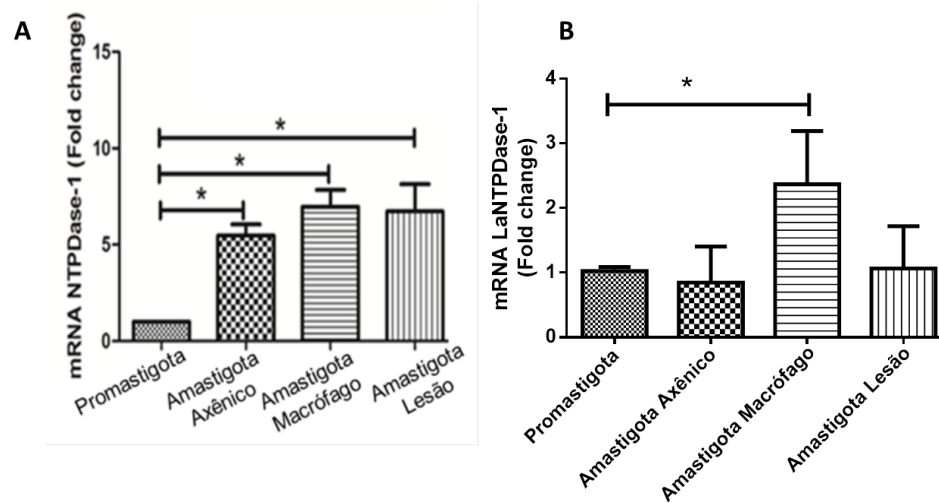 A
mRNA NTPDase-1 (Fold change)
15
10
5
0
*
*
*
Promastigota
Amastigota
Axênico
Amastigota
Macrófago
Amastigota
Lesão
B
mRNA LaNTPDase-1
(Fold change)
4
3
2
1
0
*
Promastigota
Amastigota Axênico
Amastigota Macrófago
Amastigota Lesão